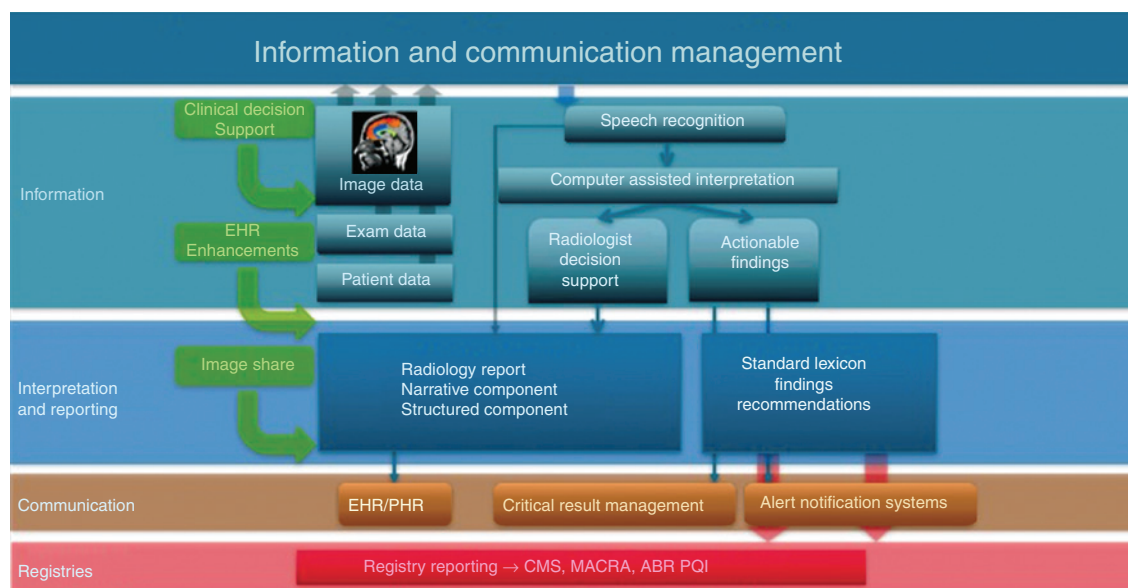 Information and communication management
Clinical decision
Support
Speech recognition
Image data
Computer assisted interpretation
Information
EHR
Enhancements
Exam data
Radiologist
decision
support
Actionable
findings
Patient data
Image share
Interpretation
and reporting
Radiology report
Narrative component
Structured component
Standard lexicon
findings
recommendations
Communication
EHR/PHR
Critical result management
Alert notification systems
Registries
Registry reporting → CMS, MACRA, ABR PQI